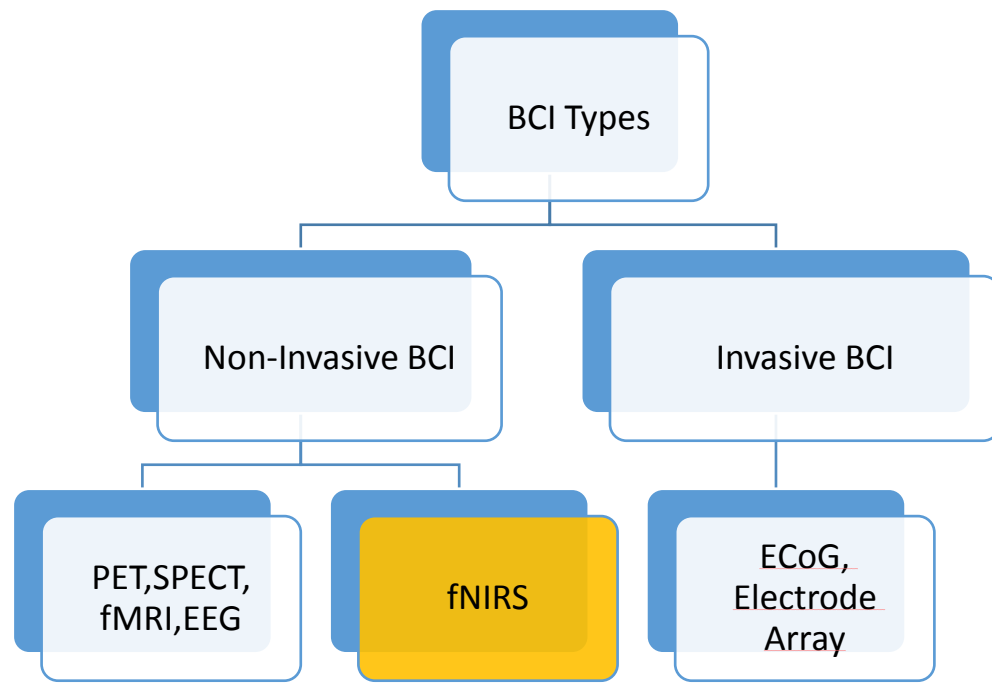 BCI Types
Non-Invasive BCI
Invasive BCI
PET,SPECT,
fMRI,EEG
fNIRS
ECoG,
Electrode
Array